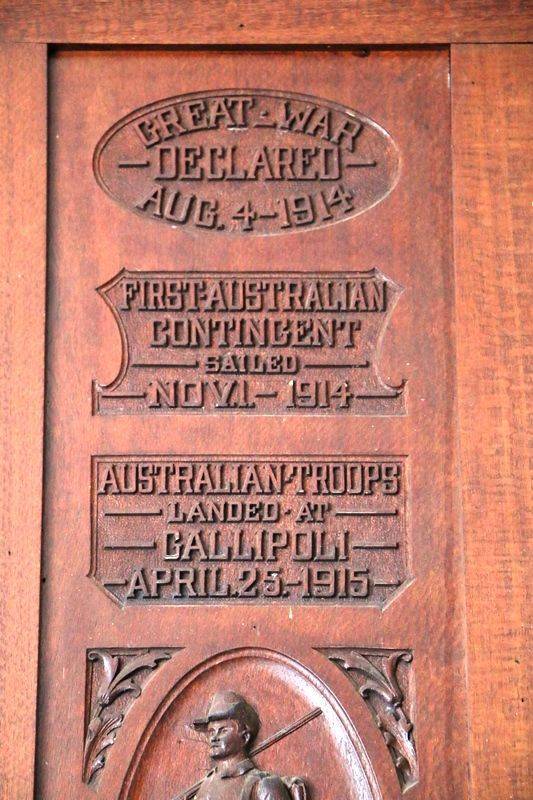 GREAT-WAR
DECLARED
AUG. 4-1914
FIRST-AUSTRALIAN
CONTINGENT
SAILED
NOV.1.-1914
AUSTRALIAN·TROOPS
LANDED·AT
GALLIPOLI
APRIL.25.-1915